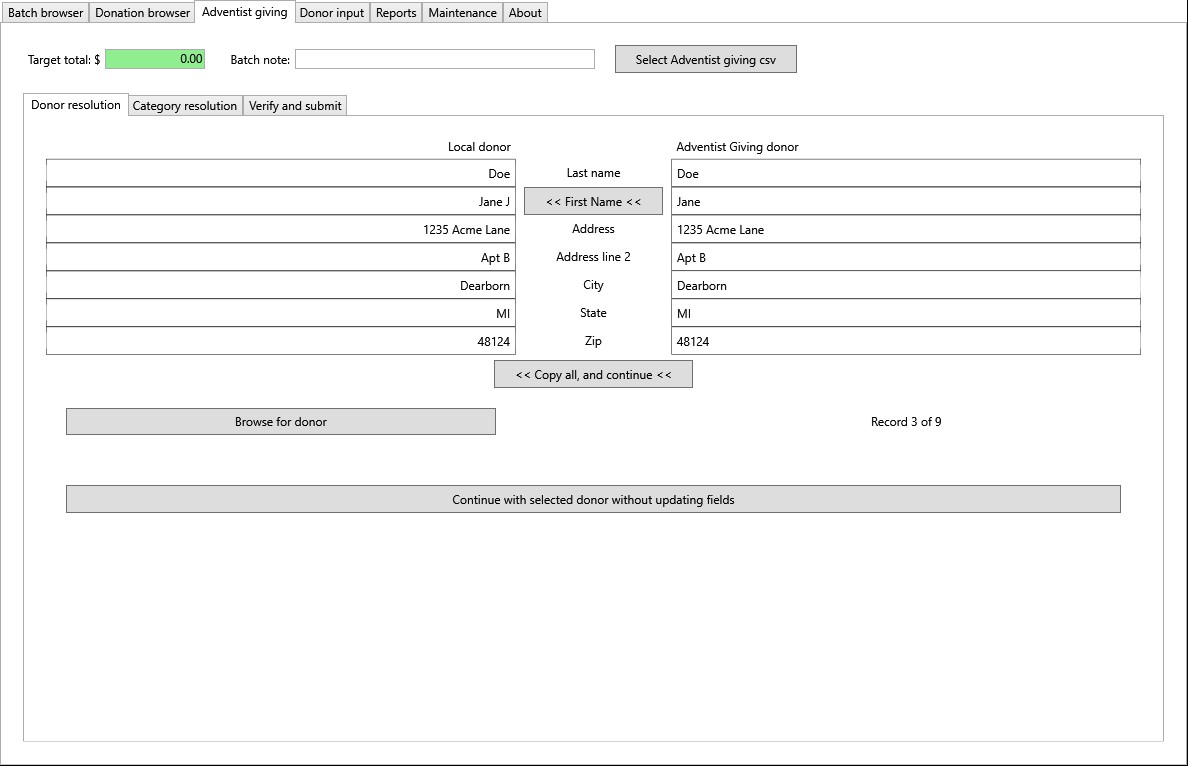 Batch browser Donation browser Adventist giving Donor input Reports Maintenance About
Target total: $ 0.00 Batch note: Select Adventist giving csv
Donor resolution Category resolution Verify and submit
Local donor Adventist Giving donor
Doe Last name Doe
Jane J << First Name << Jane
1235 Acme Lane Address 1235 Acme Lane
Apt B Address line 2 Apt B
Dearborn City Dearborn
MI State MI
48124 Zip 48124
<< Copy all, and continue <<
Browse for donor Record 3 of 9
Continue with selected donor without updating fields